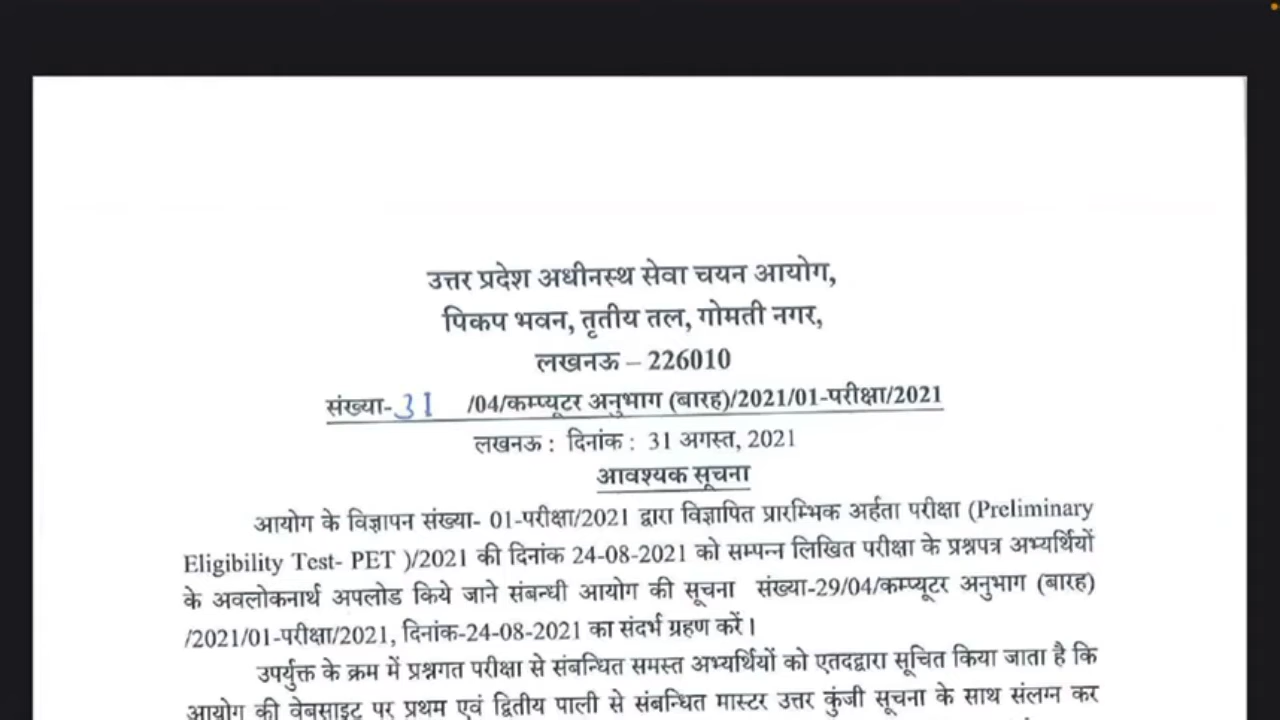 उत्तर प्रदेश अधीनस्थ सेवा चयन आयोग,
पिकप भवन, तृतीय तल, गोमती नगर,
लखनऊ – 226010
संख्या-31 /04/कम्प्यूटर अनुभाग (बारह)/2021/01-परीक्षा/2021
लखनऊ : दिनांक : 31 अगस्त, 2021
आवश्यक सूचना
आयोग के विज्ञापन संख्या- 01-परीक्षा/2021 द्वारा विज्ञापित प्रारम्भिक अर्हता परीक्षा (Preliminary
Eligibility Test- PET )/2021 की दिनांक 24-08-2021 को सम्पन्न लिखित परीक्षा के प्रश्नपत्र अभ्यर्थियों
के अवलोकनार्थ अपलोड किये जाने संबन्धी आयोग की सूचना संख्या-29/04/कम्प्यूटर अनुभाग (बारह)
/2021/01-परीक्षा/2021, दिनांक-24-08-2021 का संदर्भ ग्रहण करें।
उपर्युक्त के क्रम में प्रश्नगत परीक्षा से संबन्धित समस्त अभ्यर्थियों को एतदद्वारा सूचित किया जाता है कि
आयोग की वेबसाइट पर प्रथम एवं द्वितीय पाली से संबन्धित मास्टर उत्तर कुंजी सूचना के साथ संलग्न कर